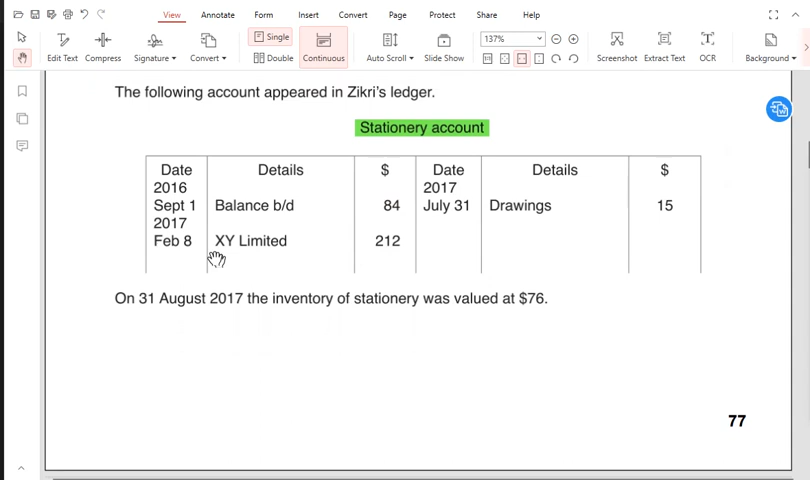 View Annotate Form Insert Convert Page Protect Share Help
Edit Text Compress Signature Convert Single Double Continuous Auto Scroll Slide Show 137% Screenshot Extract Text OCR Background
The following account appeared in Zikri's ledger.
Stationery account
Date Details $ Date Details $
2016 2017
Sept 1 Balance b/d 84 July 31 Drawings 15
2017
Feb 8 XY Limited 212
On 31 August 2017 the inventory of stationery was valued at $76.
77